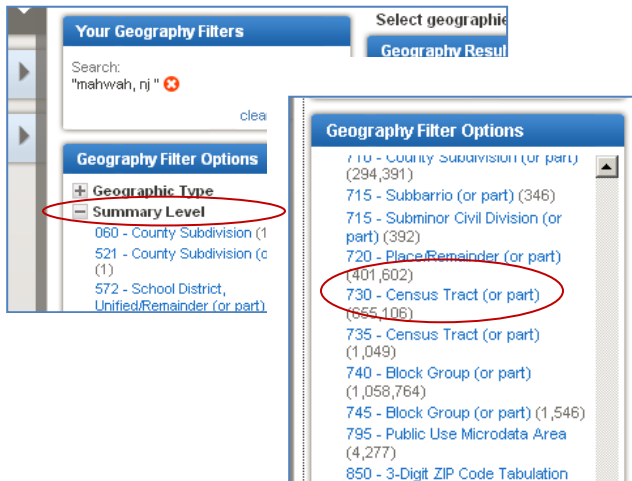 Your Geography Filters
Search:
"mahwah, nj "
clea
Geography Filter Options
Geographic Type
Summary Level
060 - County Subdivision (1
521 - County Subdivision (o
(1)
572 - School District,
Unified/Remainder (or part)
Select geographie
Geography Resul
Geography Filter Options
710 - County Subdivision (or part)
(294,391)
715 - Subbarrio (or part) (346)
715 - Subminor Civil Division (or
part) (392)
720 - Place/Remainder (or part)
(401,602)
730 - Census Tract (or part)
(655,106)
735 - Census Tract (or part)
(1,049)
740 - Block Group (or part)
(1,058,764)
745 - Block Group (or part) (1,546)
795 - Public Use Microdata Area
(4,277)
850 - 3-Digit ZIP Code Tabulation